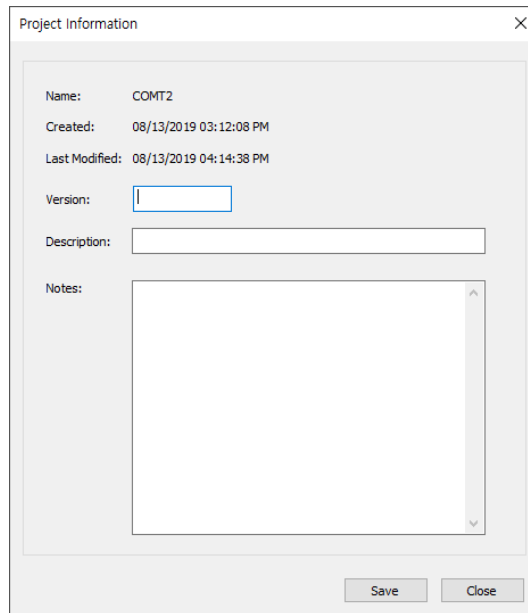 Project Information
Name: COMT2
Created: 08/13/2019 03:12:08 PM
Last Modified: 08/13/2019 04:14:38 PM
Version:
Description:
Notes:
Save Close